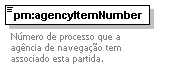 pm:agencyItemNumber
Número de processo que a
agência de navegação tem
associado esta partida.